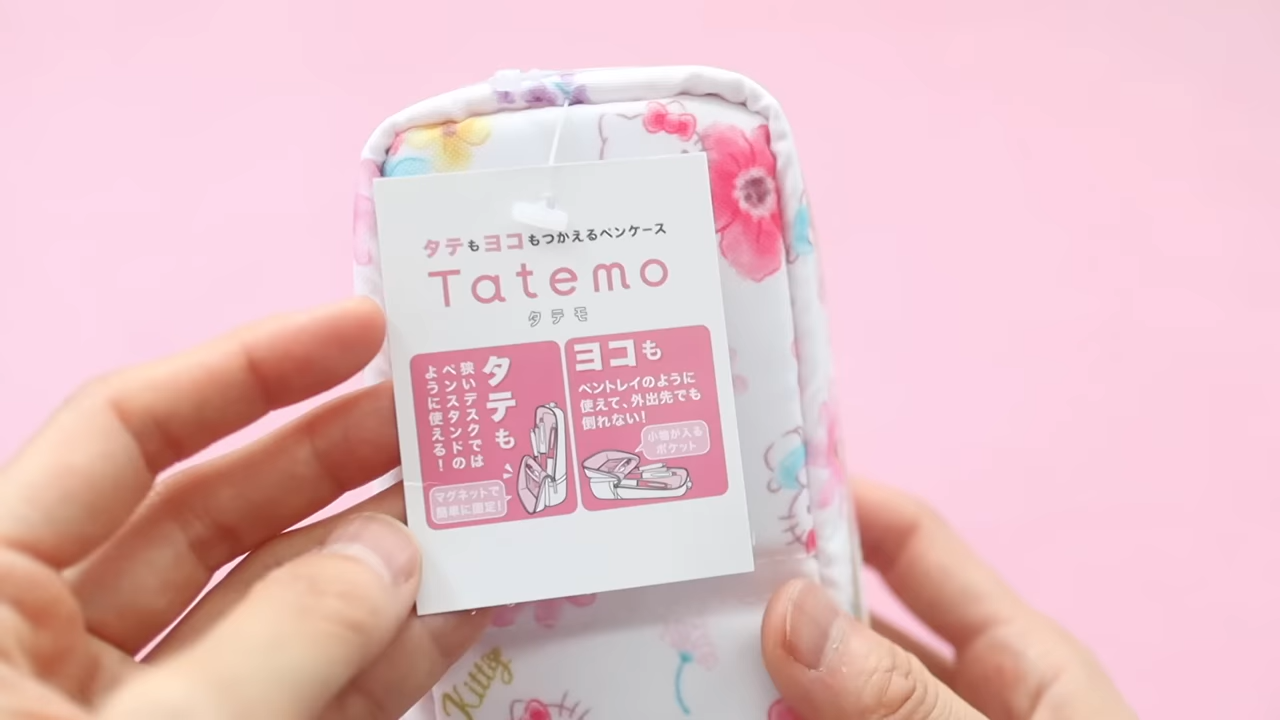 タテもヨコもつかえるペンケース
Tatemo
タテモ
タテも
狭いデスクでは
ペンスタンドの
ように使える!
マグネットで
簡単に固定!
ヨコも
ペントレイのように
使えて、外出先でも
倒れない!
小物が入る
ポケット
Kitty